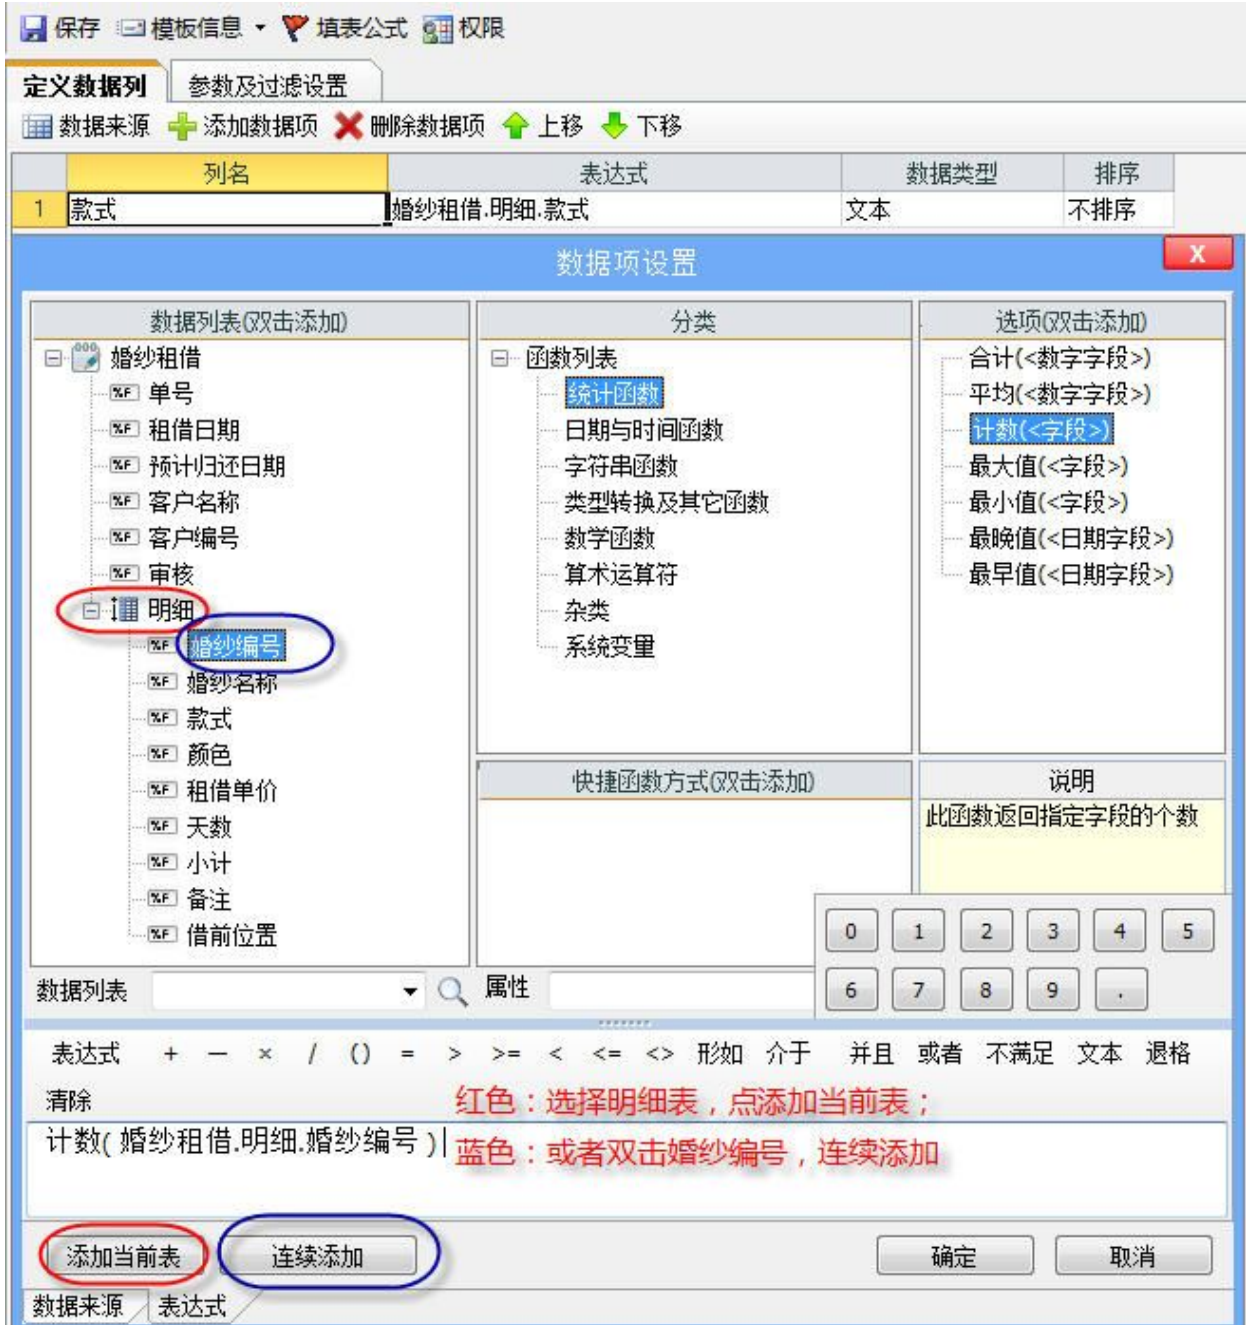 保存 模板信息 填表公式 权限
定义数据列 参数及过滤设置
数据来源 添加数据项 删除数据项 上移 下移
列名 表达式 数据类型 排序
1 款式 婚纱租借.明细.款式 文本 不排序
数据项设置 X
数据列表(双击添加) 分类 选项(双击添加)
婚纱租借 函数列表 合计(<数字字段>)
单号 统计函数 平均(<数字字段>)
租借日期 日期与时间函数 计数(<字段>)
预计归还日期 字符串函数 最大值(<字段>)
客户名称 类型转换及其它函数 最小值(<字段>)
客户编号 数学函数 最晚值(<日期字段>)
审核 算术运算符 最早值(<日期字段>)
明细 杂类
婚纱编号 系统变量
婚纱名称
款式
颜色
租借单价
天数
小计
备注
借前位置
快捷函数方式(双击添加) 说明
此函数返回指定字段的个数
0 1 2 3 4 5
数据列表 属性 6 7 8 9 .
表达式 + — × / () = > >= < <= <> 形如 介于 并且 或者 不满足 文本 退格
清除 红色：选择明细表，点添加当前表；
计数( 婚纱租借.明细.婚纱编号 ) 蓝色：或者双击婚纱编号，连续添加
添加当前表 连续添加 确定 取消
数据来源 表达式